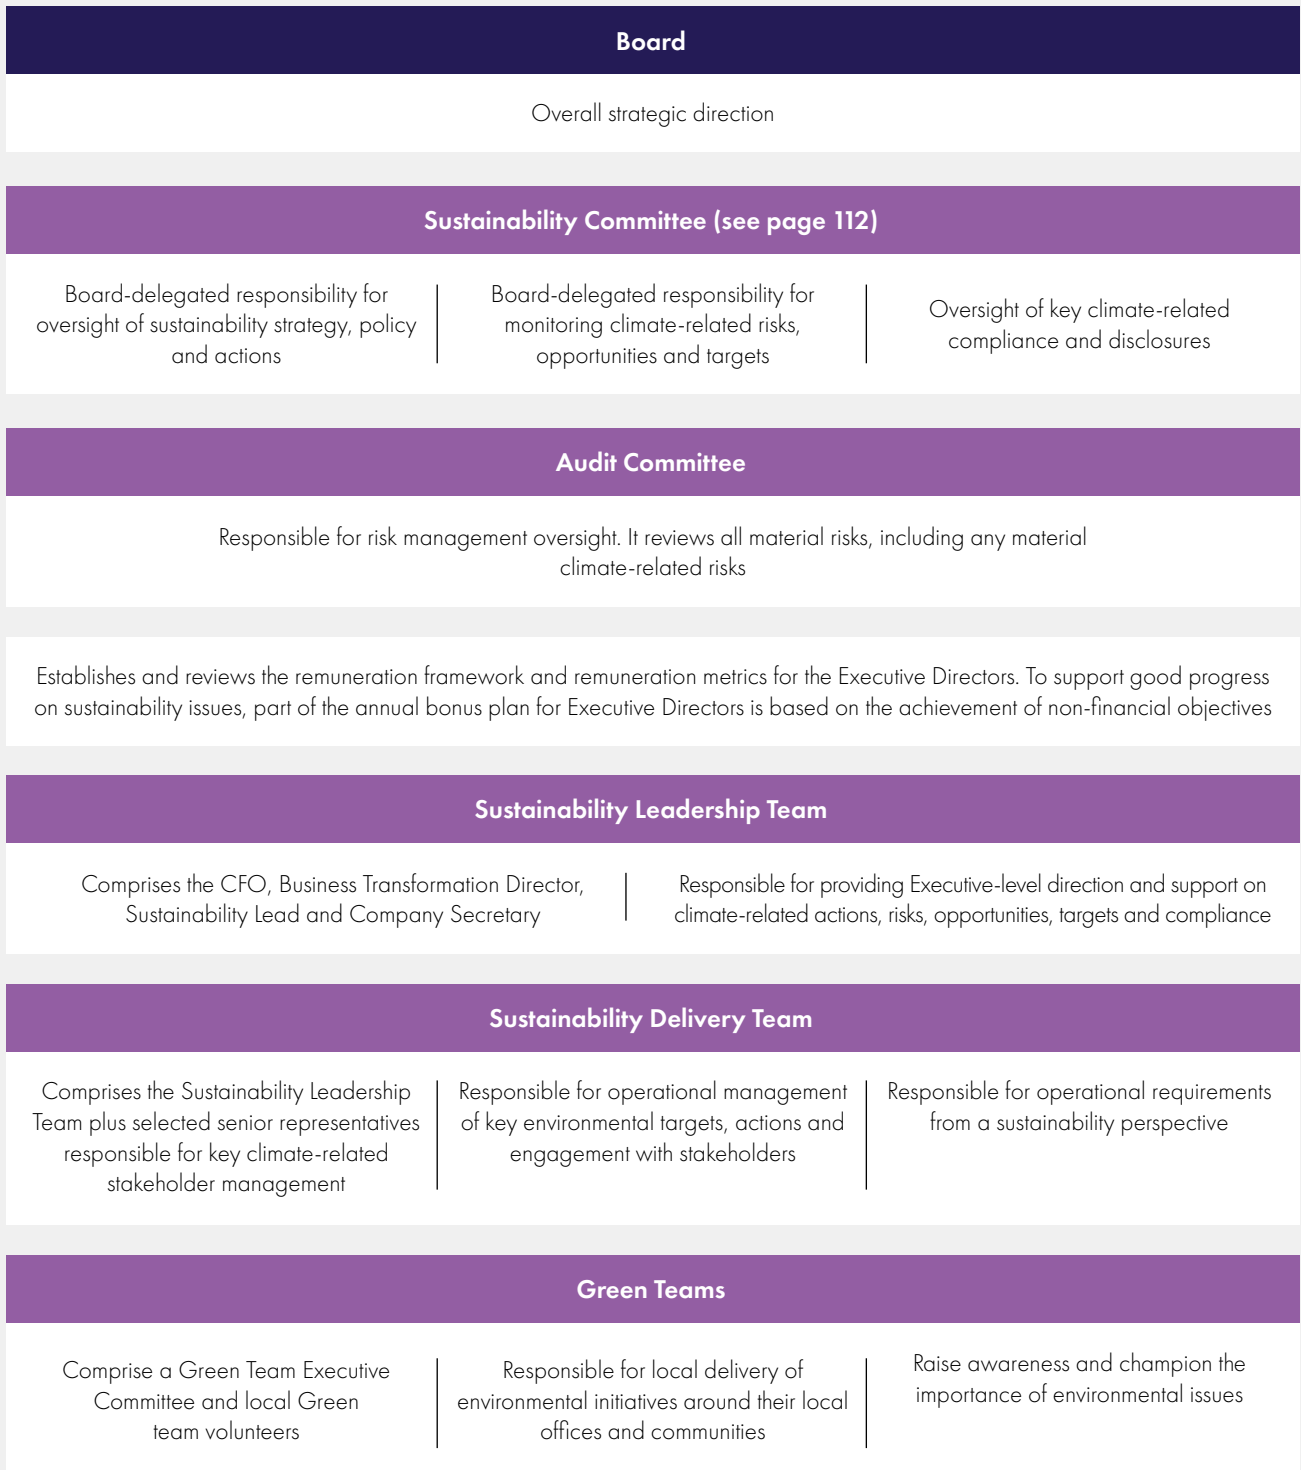 Board
Overall strategic direction
Sustainability Committee (see page 112)
Board-delegated responsibility for
oversight of sustainability strategy, policy
and actions
Board-delegated responsibility for
monitoring climate-related risks,
opportunities and targets
Oversight of key climate-related
compliance and disclosures
Audit Committee
Responsible for risk management oversight. It reviews all material risks, including any material
climate-related risks
Establishes and reviews the remuneration framework and remuneration metrics for the Executive Directors. To support good progress
on sustainability issues, part of the annual bonus plan for Executive Directors is based on the achievement of non-financial objectives
Sustainability Leadership Team
Comprises the CFO, Business Transformation Director,
Sustainability Lead and Company Secretary
Responsible for providing Executive-level direction and support on
climate-related actions, risks, opportunities, targets and compliance
Sustainability Delivery Team
Comprises the Sustainability Leadership
Team plus selected senior representatives
responsible for key climate-related
stakeholder management
Responsible for operational management
of key environmental targets, actions and
engagement with stakeholders
Responsible for operational requirements
from a sustainability perspective
Green Teams
Comprise a Green Team Executive
Committee and local Green
team volunteers
Responsible for local delivery of
environmental initiatives around their local
offices and communities
Raise awareness and champion the
importance of environmental issues